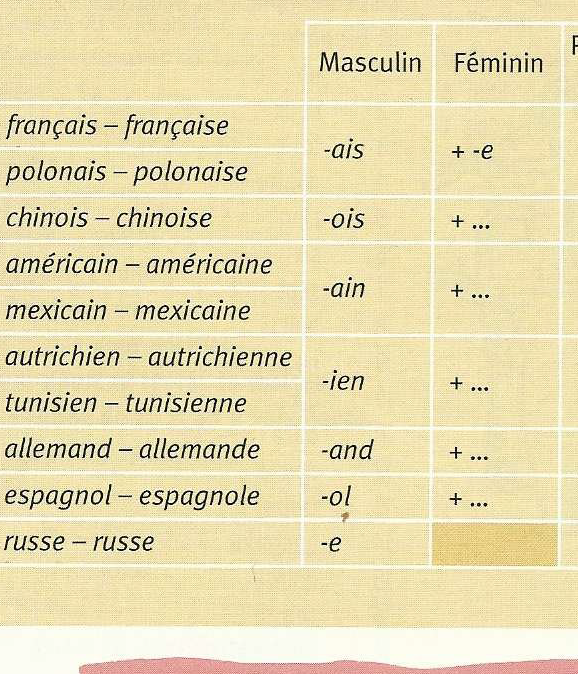 Masculin Féminin
français – française
-ais + -e
polonais – polonaise
chinois – chinoise -ois + ...
américain – américaine
-ain + ...
mexicain – mexicaine
autrichien – autrichienne
-ien + ...
tunisien – tunisienne
allemand – allemande -and + ...
espagnol – espagnole -ol + ...
russe – russe -e